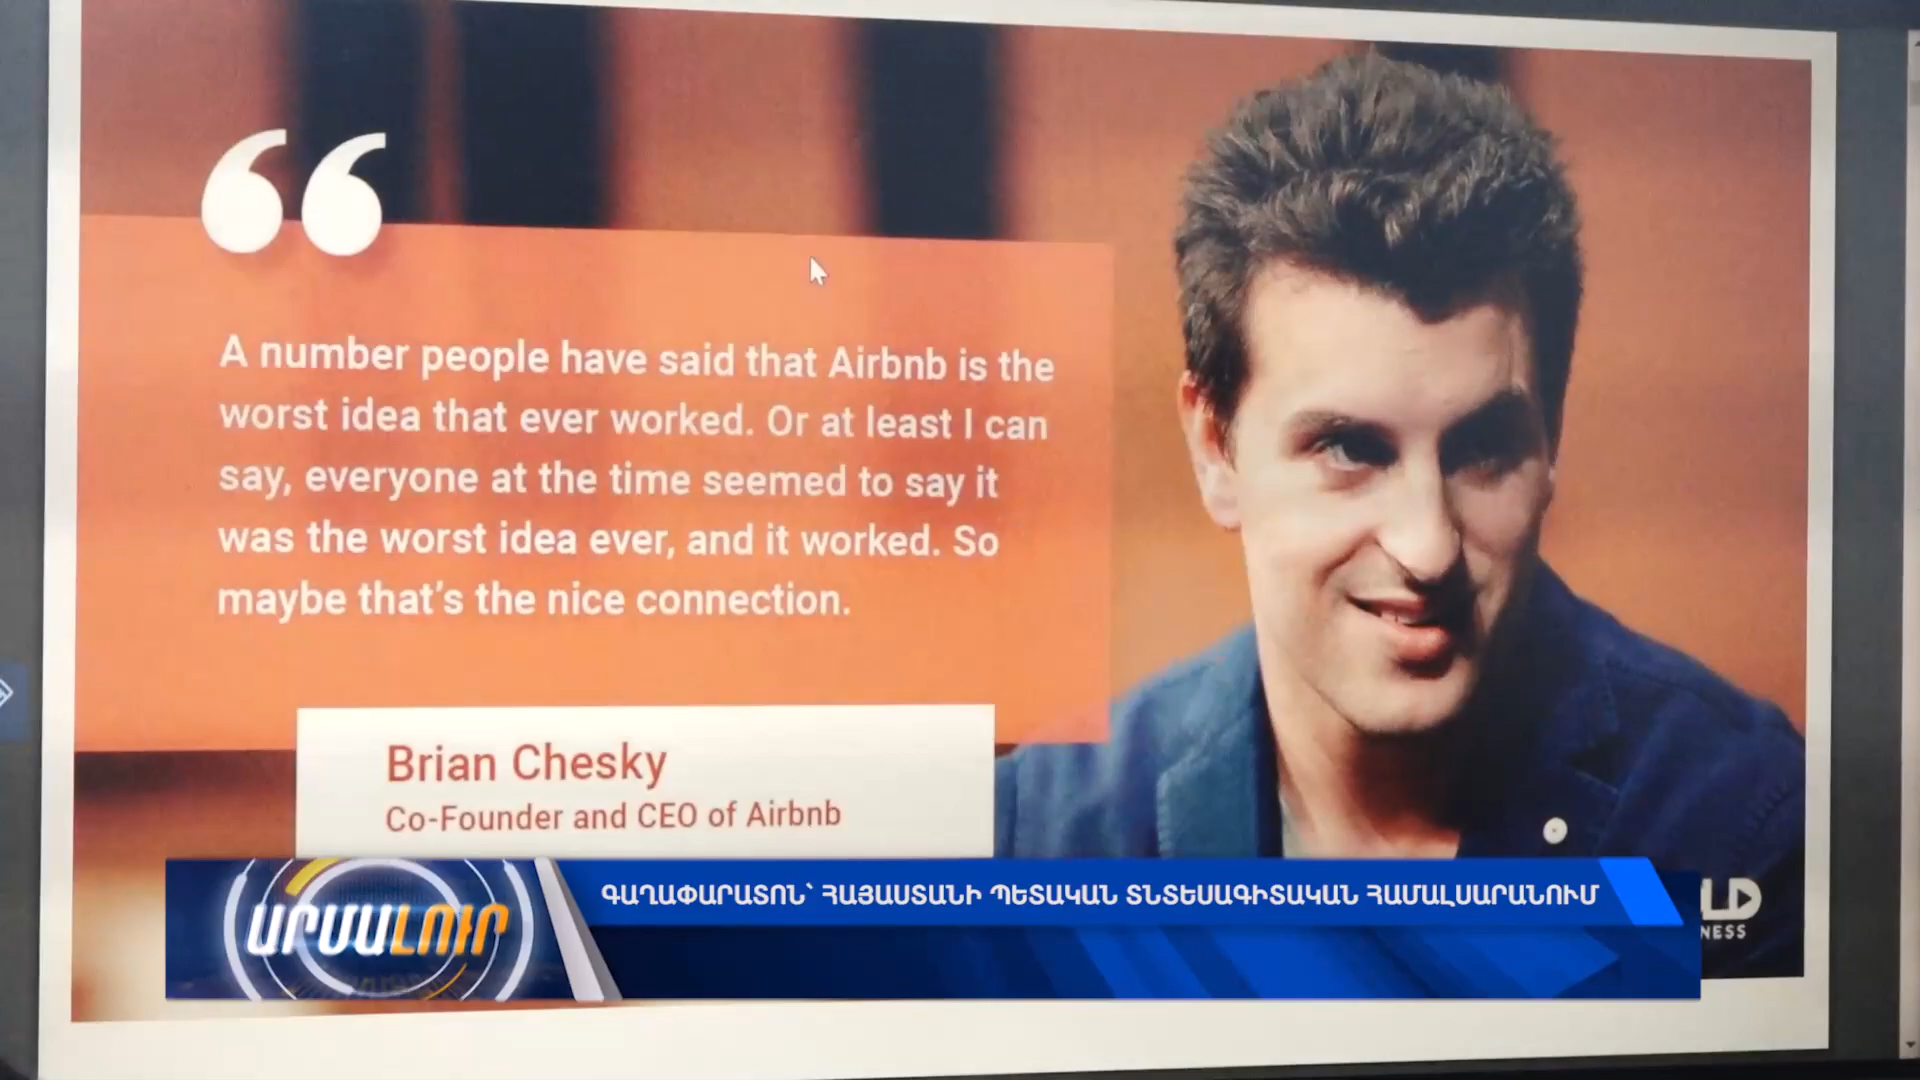 “
A number people have said that Airbnb is the
worst idea that ever worked. Or at least I can
say, everyone at the time seemed to say it
was the worst idea ever, and it worked. So
maybe that’s the nice connection.
Brian Chesky
Co-Founder and CEO of Airbnb
ԱՐՄԱԼՈՒՐ
ԳԱՂԱՓԱՐԱՏՈՆ՝ ՀԱՅԱՍՏԱՆԻ ՊԵՏԱԿԱՆ ՏՆՏԵՍԱԳԻՏԱԿԱՆ ՀԱՄԱԼՍԱՐԱՆՈՒՄ
LD
NESS